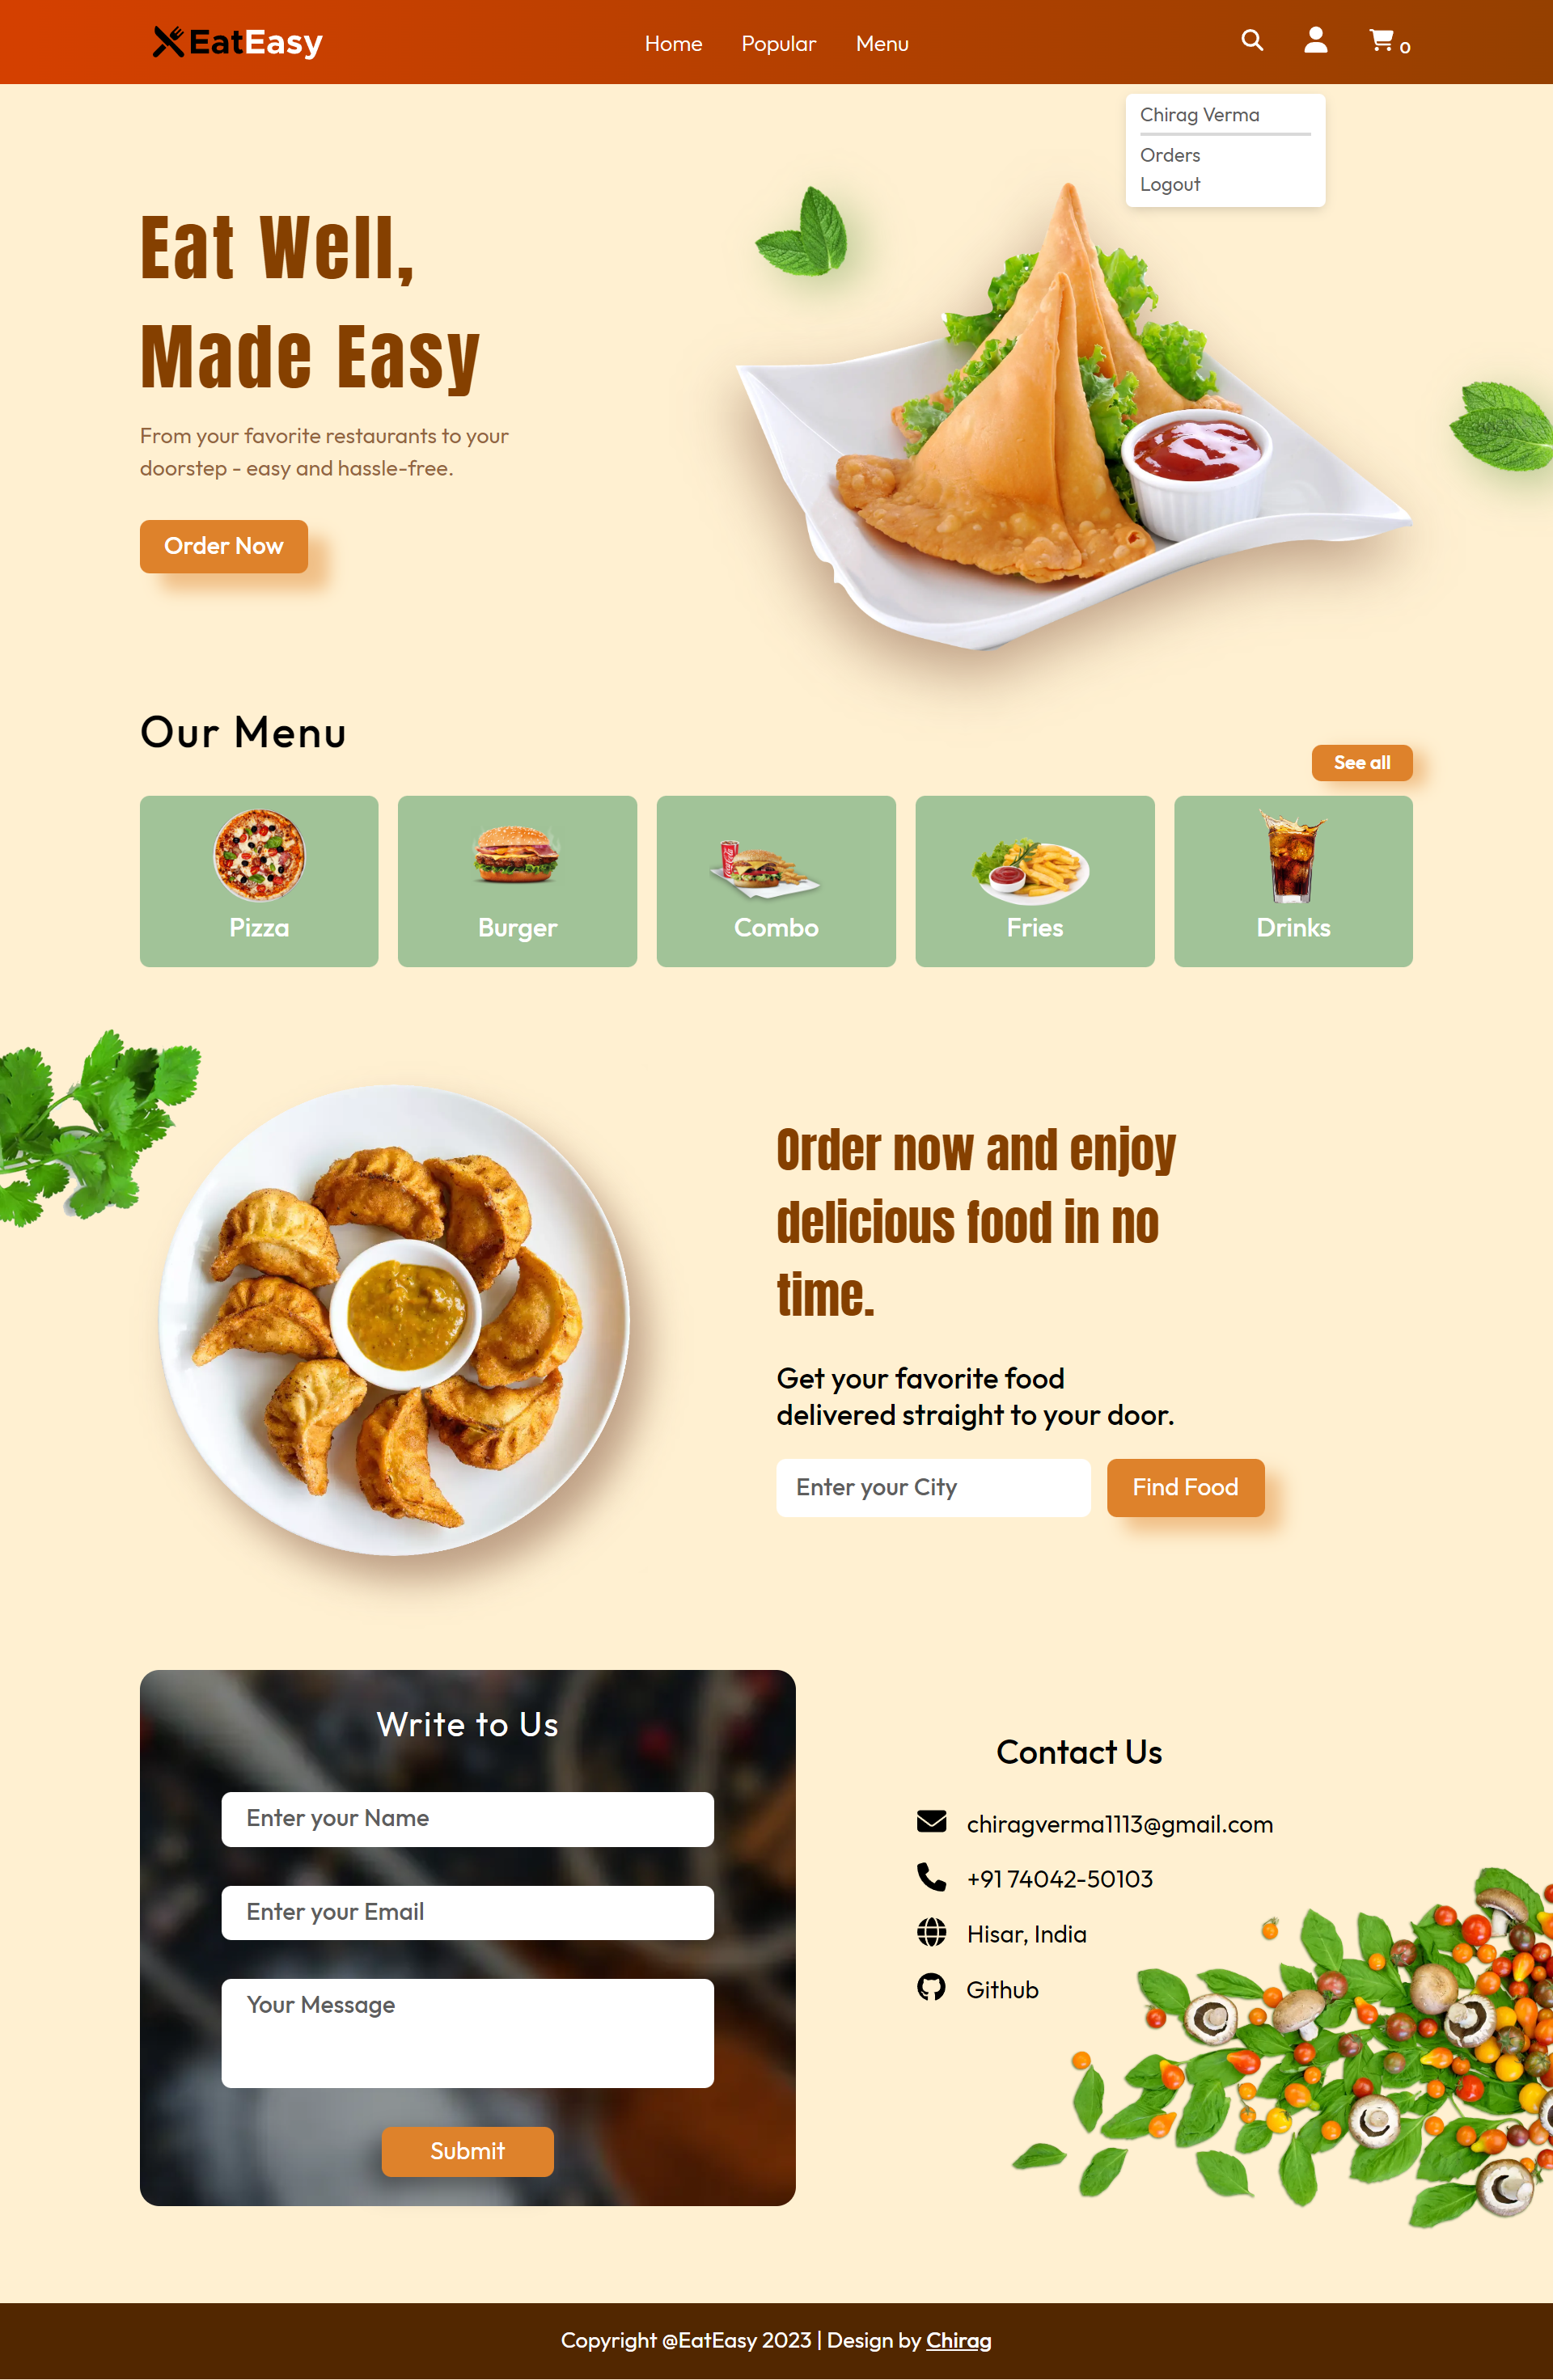 EatEasy
Home Popular Menu
0
Chirag Verma
Orders
Logout
Eat Well,
Made Easy
From your favorite restaurants to your
doorstep - easy and hassle-free.
Order Now
Our Menu
See all
Pizza
Burger
Combo
Fries
Drinks
Order now and enjoy
delicious food in no
time.
Get your favorite food
delivered straight to your door.
Enter your City
Find Food
Write to Us
Enter your Name
Enter your Email
Your Message
Submit
Contact Us
chiragverma1113@gmail.com
+91 74042-50103
Hisar, India
Github
Copyright @EatEasy 2023 | Design by Chirag